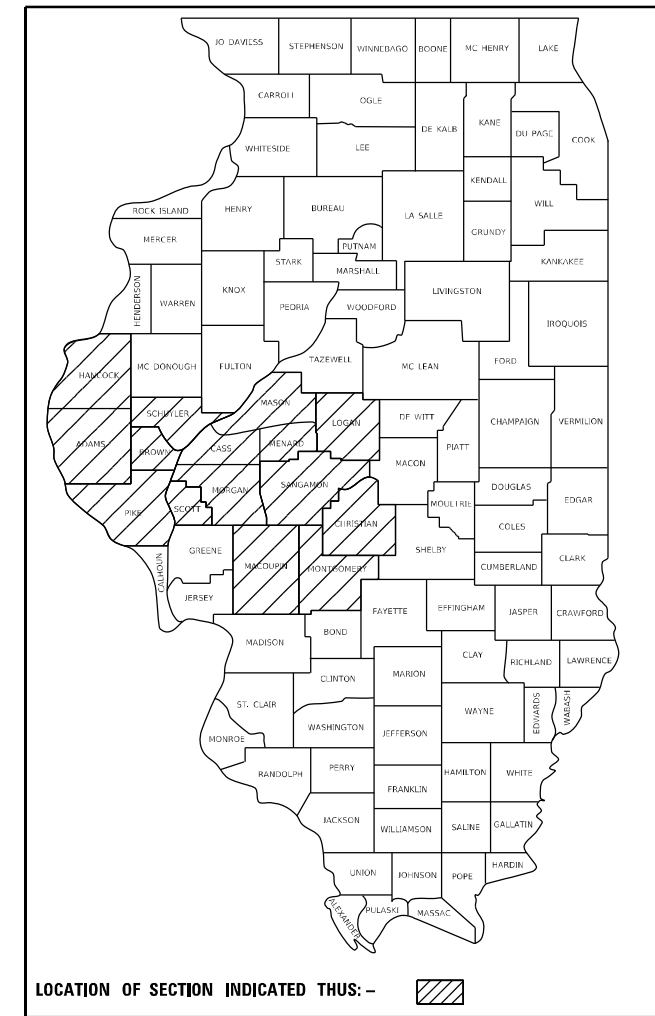 JO DAVIESS STEPHENSON WINNEBAGO BOONE MC HENRY LAKE
CARROLL OGLE DE KALB KANE DU PAGE COOK
WHITESIDE LEE
KENDALL WILL
ROCK ISLAND HENRY BUREAU LA SALLE GRUNDY
MERCER PUTNAM
STARK MARSHALL KANKAKEE
HENDERSON WARREN KNOX PEORIA WOODFORD LIVINGSTON IROQUOIS
HANCOCK MC DONOUGH FULTON TAZEWELL MC LEAN FORD
MASON
SCHUYLER LOGAN DE WITT CHAMPAIGN VERMILION
ADAMS BROWN CASS MENARD MACON PIATT
PIKE SCOTT MORGAN SANGAMON MOULTRIE DOUGLAS EDGAR
CHRISTIAN COLES
GREENE SHELBY
CALHOUN MACOUPIN MONTGOMERY CUMBERLAND CLARK
JERSEY FAYETTE EFFINGHAM JASPER CRAWFORD
MADISON BOND
CLINTON MARION CLAY RICHLAND LAWRENCE
ST. CLAIR WASHINGTON WAYNE EDWARDS WABASH
MONROE JEFFERSON
RANDOLPH PERRY HAMILTON WHITE
FRANKLIN
JACKSON WILLIAMSON SALINE GALLATIN
UNION JOHNSON POPE HARDIN
ALEXANDER PULASKI MASSAC
LOCATION OF SECTION INDICATED THUS: –